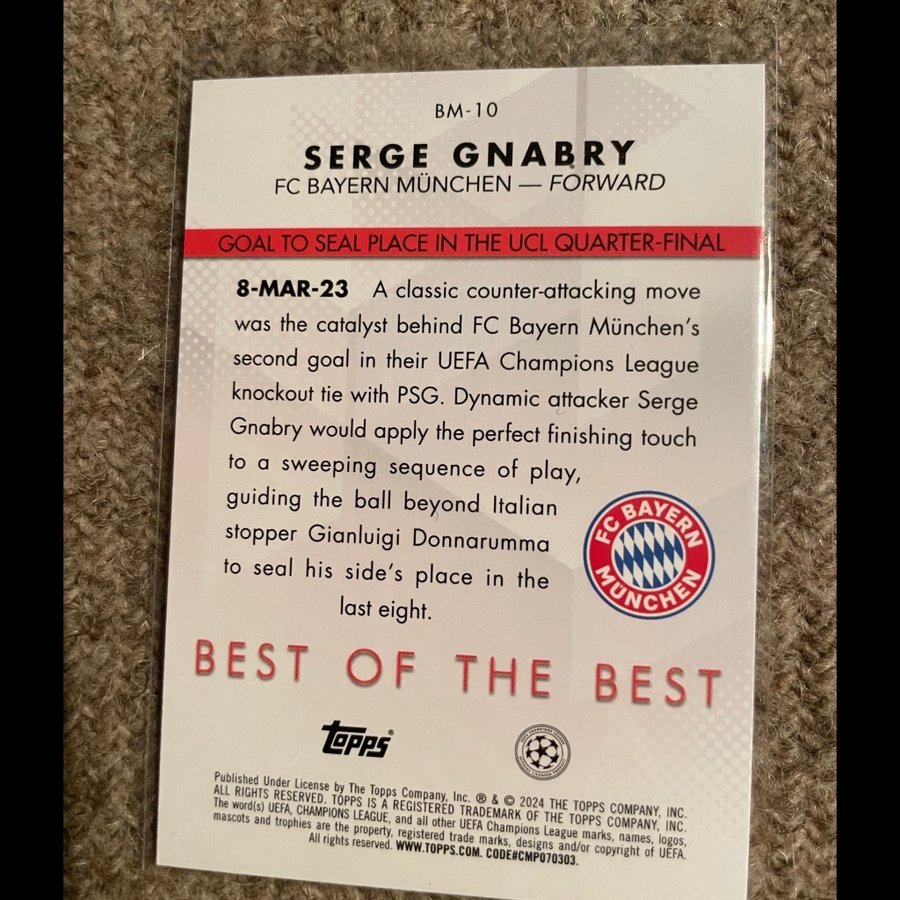 BM-10
SERGE GNABRY
FC BAYERN MÜNCHEN — FORWARD
GOAL TO SEAL PLACE IN THE UCL QUARTER-FINAL
8-MAR-23 A classic counter-attacking move
was the catalyst behind FC Bayern München's
second goal in their UEFA Champions League
knockout tie with PSG. Dynamic attacker Serge
Gnabry would apply the perfect finishing touch
to a sweeping sequence of play,
guiding the ball beyond Italian
stopper Gianluigi Donnarumma
to seal his side's place in the
last eight.
FC BAYERN
MÜNCHEN
BEST OF THE BEST
Topps®
Published Under License by The Topps Company, Inc. ® & © 2024 THE TOPPS COMPANY, INC.
ALL RIGHTS RESERVED. TOPPS IS A REGISTERED TRADEMARK OF THE TOPPS COMPANY, INC.
The word(s) UEFA, CHAMPIONS LEAGUE, and all other UEFA Champions League marks, names, logos,
mascots and trophies are the property, registered trade marks, designs and/or copyright of UEFA.
All rights reserved. WWW.TOPPS.COM. CODE#CMP070303.